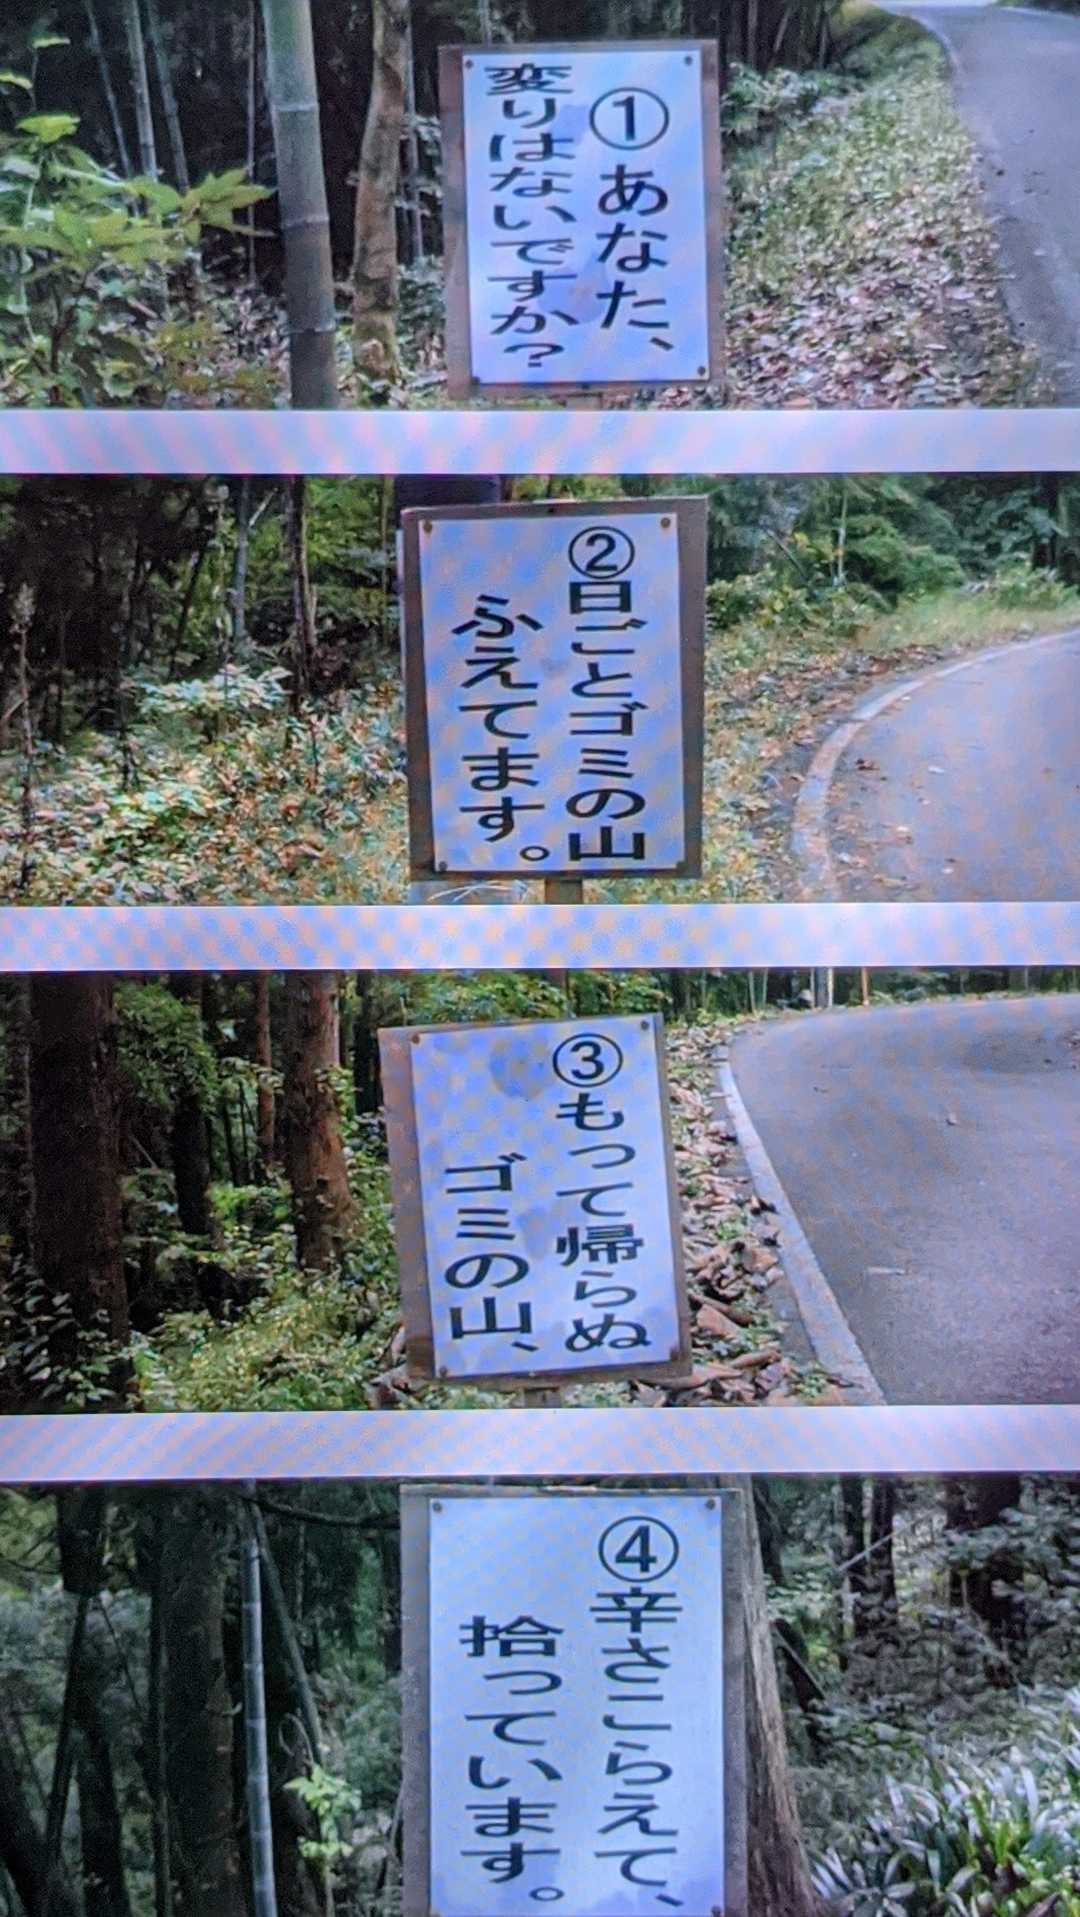 ①あなた、
変りはないですか?
②日ごとゴミの山
ふえてます。
③もって帰らぬ
ゴミの山、
④辛さこらえて、
拾っています。